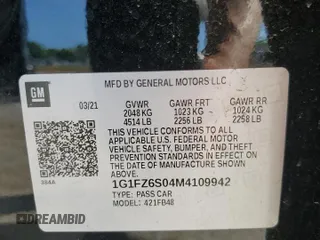 MFD BY GENERAL MOTORS LLC
GM
03/21 GVWR GAWR FRT GAWR RR
2048 KG 1023 KG 1024 KG
4514 LB 2256 LB 2258 LB
THIS VEHICLE CONFORMS TO ALL
APPLICABLE U.S. FEDERAL MOTOR
VEHICLE SAFETY, BUMPER, AND THEFT
PREVENTION STANDARDS IN EFFECT ON
THE DATE OF MANUFACTURE SHOWN ABOVE.
1G1FZ6S04M4109942
TYPE: PASS CAR
MODEL: 421FB48